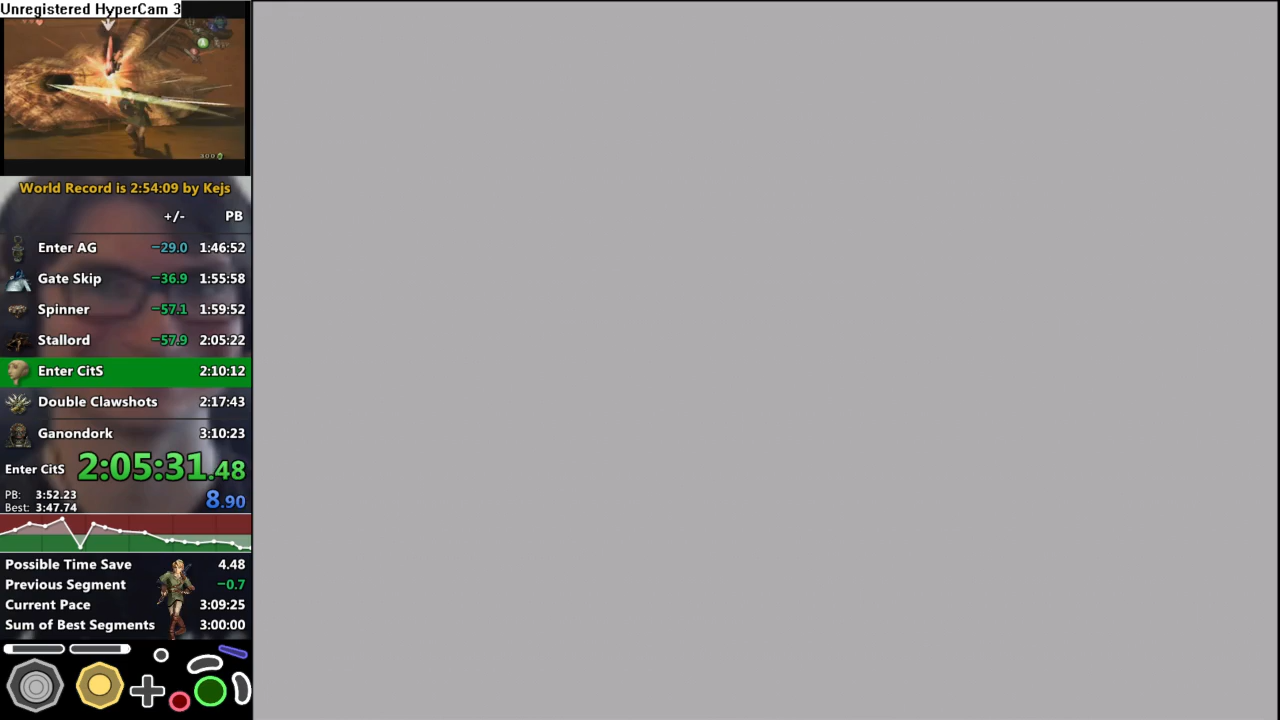 Unregistered HyperCam 3
300
World Record is 2:54:09 by Kejs
+/- PB
Enter AG −29.0 1:46:52
Gate Skip −36.9 1:55:58
Spinner −57.1 1:59:52
Stallord −57.9 2:05:22
Enter CitS 2:10:12
Double Clawshots 2:17:43
Ganondork 3:10:23
Enter CitS 2:05:31.48
PB: 3:52.23 8.90
Best: 3:47.74
Possible Time Save 4.48
Previous Segment −0.7
Current Pace 3:09:25
Sum of Best Segments 3:00:00